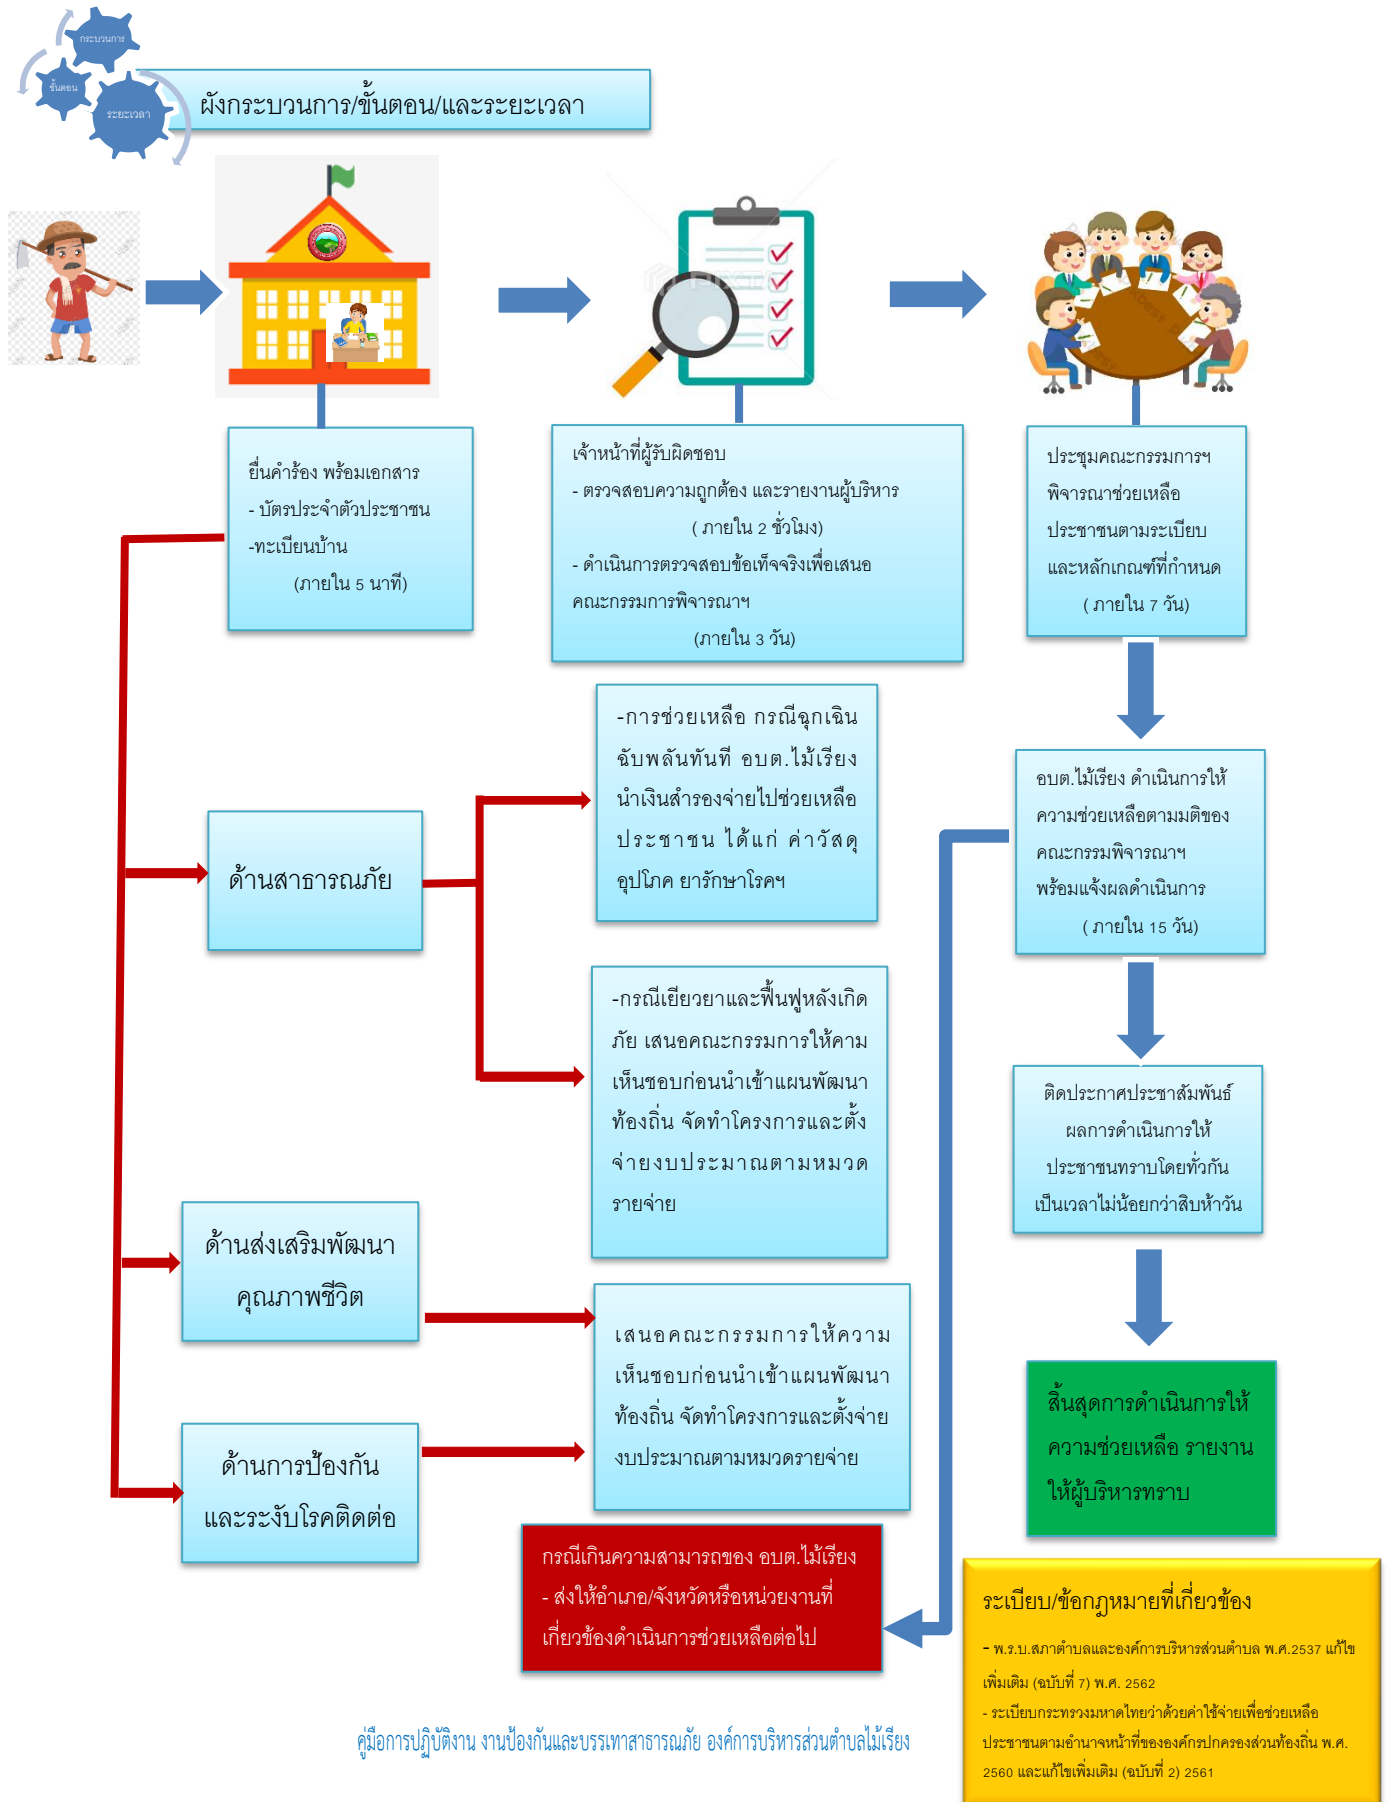 กระบวนการ
ขั้นตอน
ระยะเวลา
ผังกระบวนการ/ขั้นตอน/และระยะเวลา
ยื่นคำร้อง พร้อมเอกสาร
- บัตรประจำตัวประชาชน
-ทะเบียนบ้าน
(ภายใน 5 นาที)
เจ้าหน้าที่ผู้รับผิดชอบ
- ตรวจสอบความถูกต้อง และรายงานผู้บริหาร
( ภายใน 2 ชั่วโมง)
- ดำเนินการตรวจสอบข้อเท็จจริงเพื่อเสนอ
คณะกรรมการพิจารณาฯ
(ภายใน 3 วัน)
ประชุมคณะกรรมการฯ
พิจารณาช่วยเหลือ
ประชาชนตามระเบียบ
และหลักเกณฑ์ที่กำหนด
( ภายใน 7 วัน)
-การช่วยเหลือ กรณีฉุกเฉิน
ฉับพลันทันที อบต.ไม้เรียง
นำเงินสำรองจ่ายไปช่วยเหลือ
ประชาชน ได้แก่ ค่าวัสดุ
อุปโภค ยารักษาโรคฯ
อบต.ไม้เรียง ดำเนินการให้
ความช่วยเหลือตามมติของ
คณะกรรมพิจารณาฯ
พร้อมแจ้งผลดำเนินการ
( ภายใน 15 วัน)
ด้านสาธารณภัย
-กรณีเยียวยาและฟื้นฟูหลังเกิด
ภัย เสนอคณะกรรมการให้คาม
เห็นชอบก่อนนำเข้าแผนพัฒนา
ท้องถิ่น จัดทำโครงการและตั้ง
จ่ายงบประมาณตามหมวด
รายจ่าย
ติดประกาศประชาสัมพันธ์
ผลการดำเนินการให้
ประชาชนทราบโดยทั่วกัน
เป็นเวลาไม่น้อยกว่าสิบห้าวัน
ด้านส่งเสริมพัฒนา
คุณภาพชีวิต
เสนอคณะกรรมการให้ความ
เห็นชอบก่อนนำเข้าแผนพัฒนา
ท้องถิ่น จัดทำโครงการและตั้งจ่าย
งบประมาณตามหมวดรายจ่าย
สิ้นสุดการดำเนินการให้
ความช่วยเหลือ รายงาน
ให้ผู้บริหารทราบ
ด้านการป้องกัน
และระงับโรคติดต่อ
กรณีเกินความสามารถของ อบต.ไม้เรียง
- ส่งให้อำเภอ/จังหวัดหรือหน่วยงานที่
เกี่ยวข้องดำเนินการช่วยเหลือต่อไป
ระเบียบ/ข้อกฎหมายที่เกี่ยวข้อง
- พ.ร.บ.สภาตำบลและองค์การบริหารส่วนตำบล พ.ศ.2537 แก้ไข
เพิ่มเติม (ฉบับที่ 7) พ.ศ. 2562
- ระเบียบกระทรวงมหาดไทยว่าด้วยค่าใช้จ่ายเพื่อช่วยเหลือ
ประชาชนตามอำนาจหน้าที่ขององค์กรปกครองส่วนท้องถิ่น พ.ศ.
2560 และแก้ไขเพิ่มเติม (ฉบับที่ 2) 2561
คู่มือการปฏิบัติงาน งานป้องกันและบรรเทาสาธารณภัย องค์การบริหารส่วนตำบลไม้เรียง